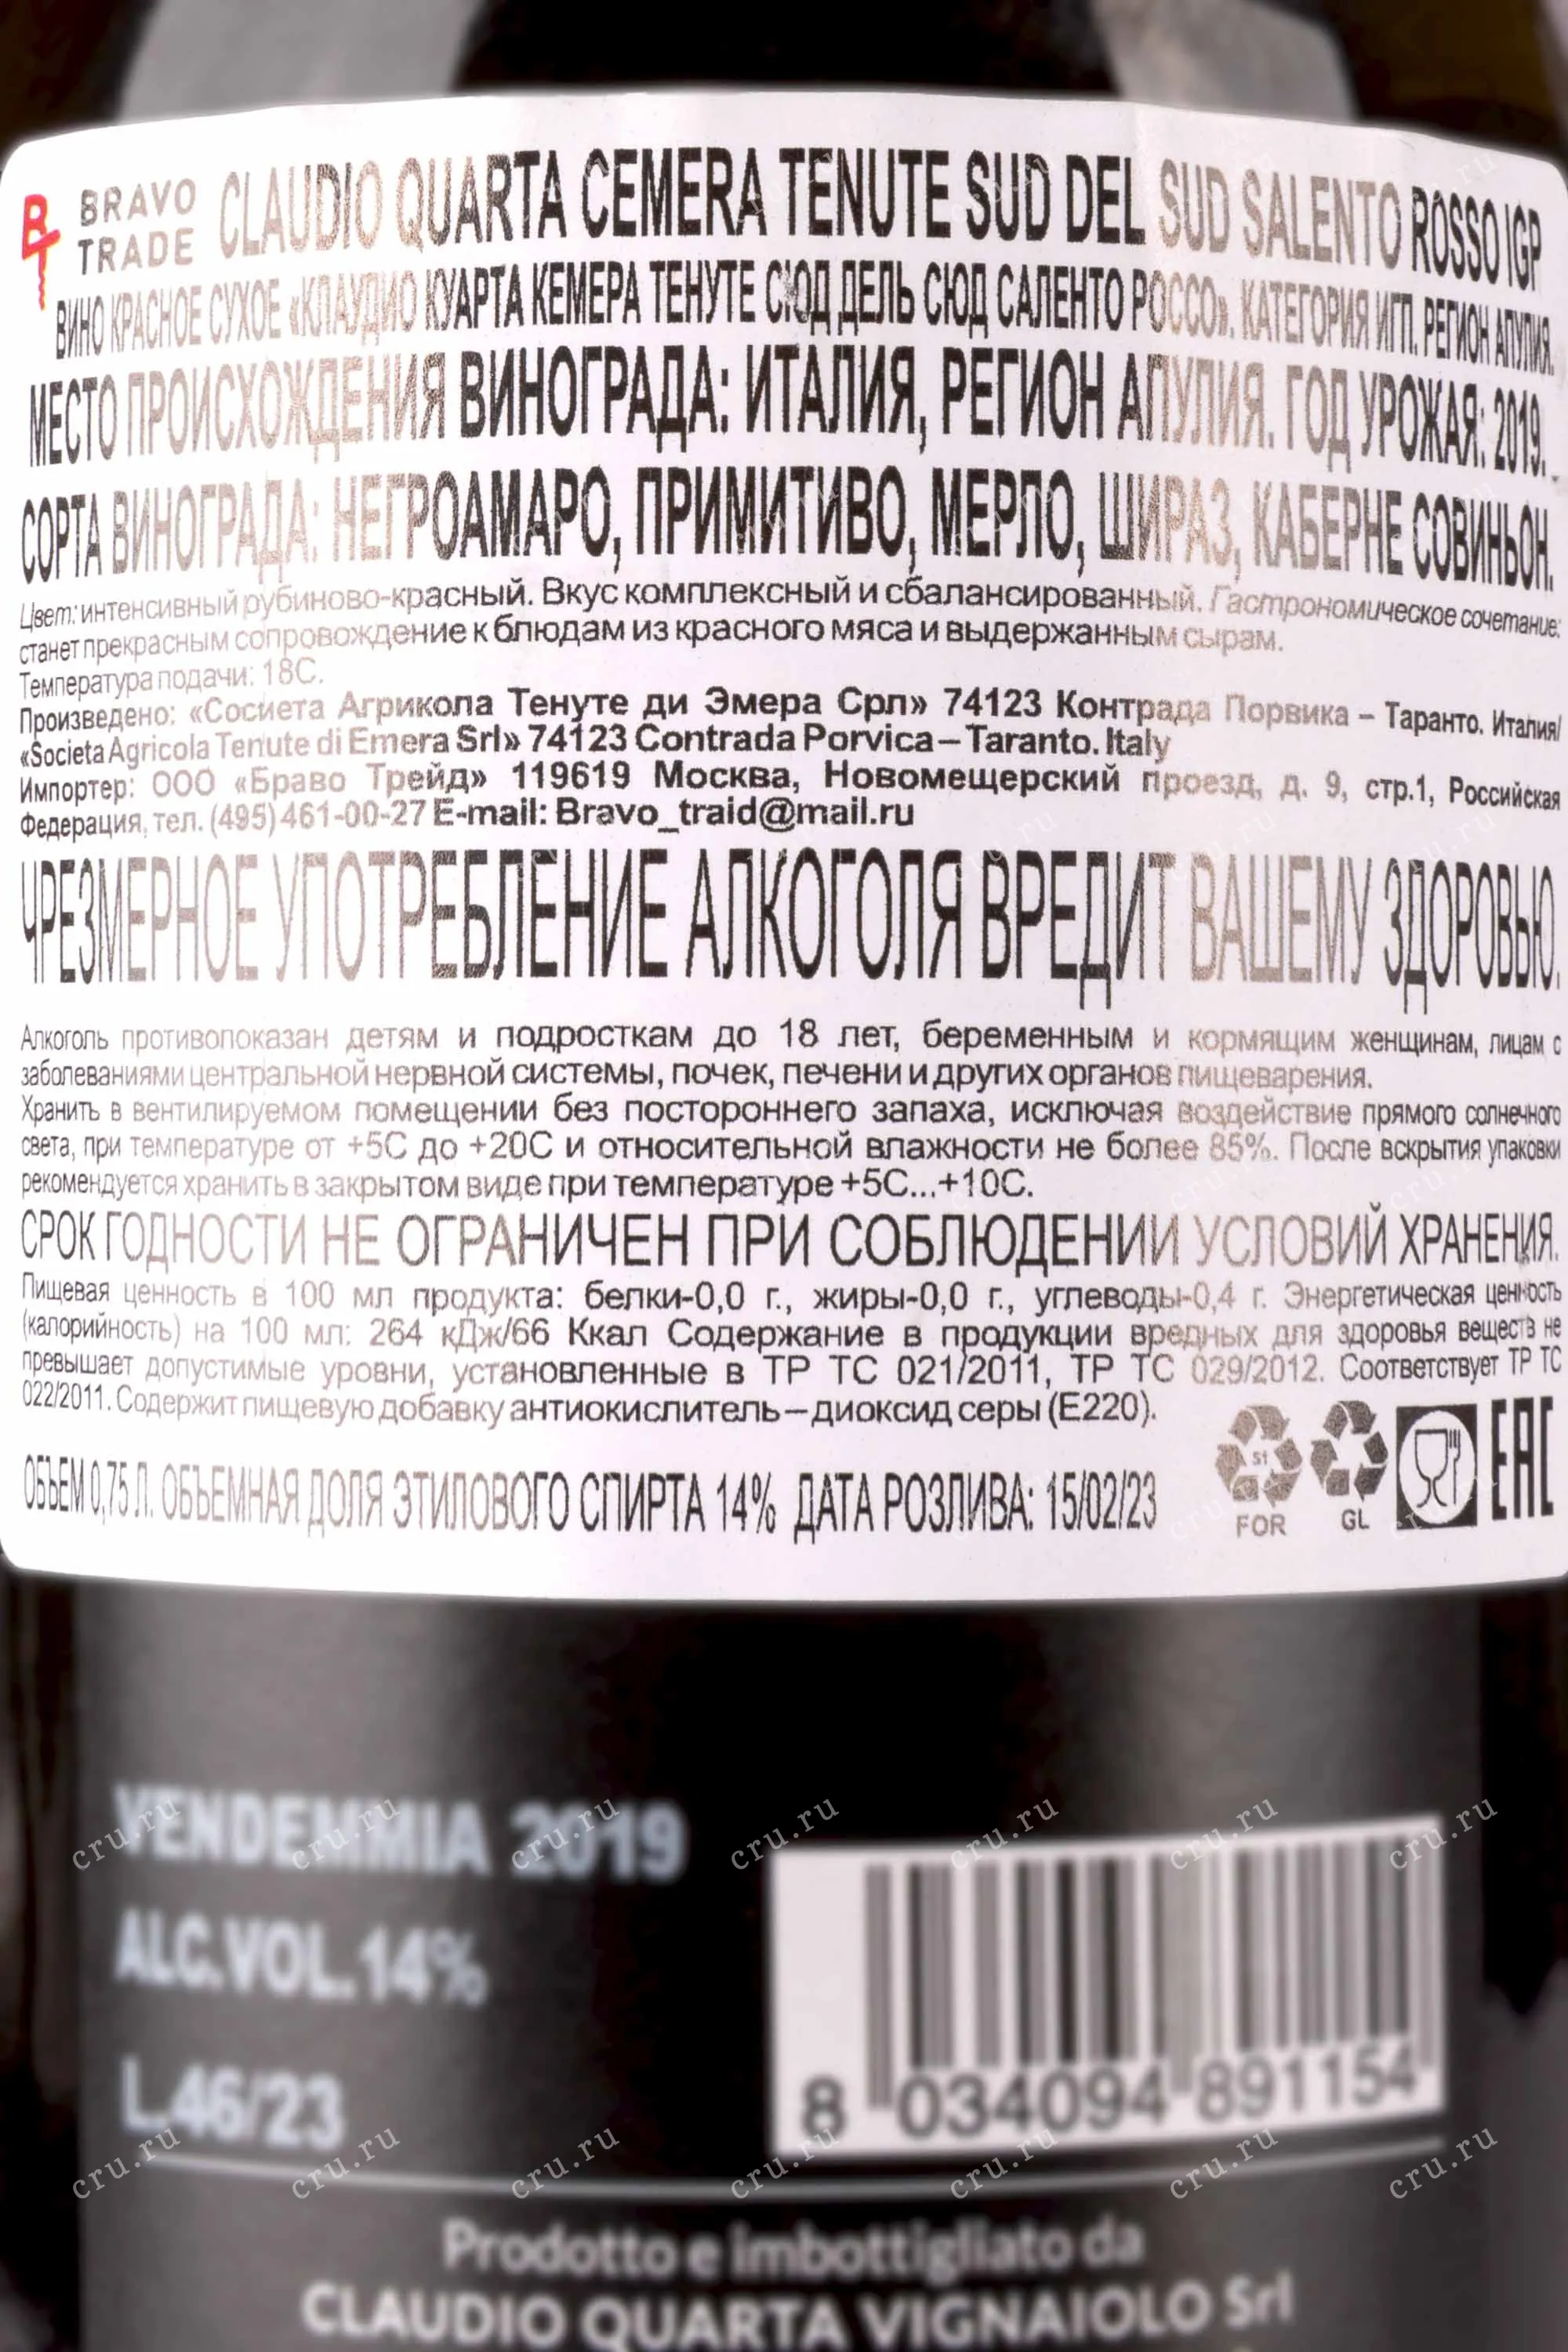 BRAVO TRADE
CLAUDIO QUARTA CEMERA TENUTE SUD DEL SUD SALENTO ROSSO IGP
ВИНО КРАСНОЕ СУХОЕ «КЛАУДИО КУАРТА КЕМЕРА ТЕНУТЕ СЮД ДЕЛЬ СЮД САЛЕНТО РОССО». КАТЕГОРИЯ ИГП. РЕГИОН АПУЛИЯ.
МЕСТО ПРОИСХОЖДЕНИЯ ВИНОГРАДА: ИТАЛИЯ, РЕГИОН АПУЛИЯ. ГОД УРОЖАЯ: 2019.
СОРТА ВИНОГРАДА: НЕГРОАМАРО, ПРИМИТИВО, МЕРЛО, ШИРАЗ, КАБЕРНЕ СОВИНЬОН.
Цвет: интенсивный рубиново-красный. Вкус комплексный и сбалансированный. Гастрономическое сочетание:
станет прекрасным сопровождение к блюдам из красного мяса и выдержанным сырам.
Температура подачи: 18С.
Произведено: «Сосиета Агрикола Тенуте ди Эмера Срл» 74123 Контрада Порвика – Таранто. Италия/
«Societa Agricola Tenute di Emera Srl» 74123 Contrada Porvica – Taranto. Italy
Импортер: ООО «Браво Трейд» 119619 Москва, Новомещерский проезд, д. 9, стр.1, Российская
Федерация, тел. (495) 461-00-27 E-mail: Bravo_traid@mail.ru
ЧРЕЗМЕРНОЕ УПОТРЕБЛЕНИЕ АЛКОГОЛЯ ВРЕДИТ ВАШЕМУ ЗДОРОВЬЮ.
Алкоголь противопоказан детям и подросткам до 18 лет, беременным и кормящим женщинам, лицам с
заболеваниями центральной нервной системы, почек, печени и других органов пищеварения.
Хранить в вентилируемом помещении без постороннего запаха, исключая воздействие прямого солнечного
света, при температуре от +5С до +20С и относительной влажности не более 85%. После вскрытия упаковки
рекомендуется хранить в закрытом виде при температуре +5С...+10С.
СРОК ГОДНОСТИ НЕ ОГРАНИЧЕН ПРИ СОБЛЮДЕНИИ УСЛОВИЙ ХРАНЕНИЯ.
Пищевая ценность в 100 мл продукта: белки-0,0 г., жиры-0,0 г., углеводы-0,4 г. Энергетическая ценность
(калорийность) на 100 мл: 264 кДж/66 Ккал Содержание в продукции вредных для здоровья веществ не
превышает допустимые уровни, установленные в ТР ТС 021/2011, ТР ТС 029/2012. Соответствует ТР ТС
022/2011. Содержит пищевую добавку антиокислитель – диоксид серы (Е220).
ОБЪЕМ 0,75 Л. ОБЪЕМНАЯ ДОЛЯ ЭТИЛОВОГО СПИРТА 14% ДАТА РОЗЛИВА: 15/02/23
51 FOR GL EAC
VENDEMMIA 2019
ALC.VOL.14%
L.46/23
8 034094 891154
Prodotto e imbottigliato da
CLAUDIO QUARTA VIGNAIOLO Srl
cru.ru